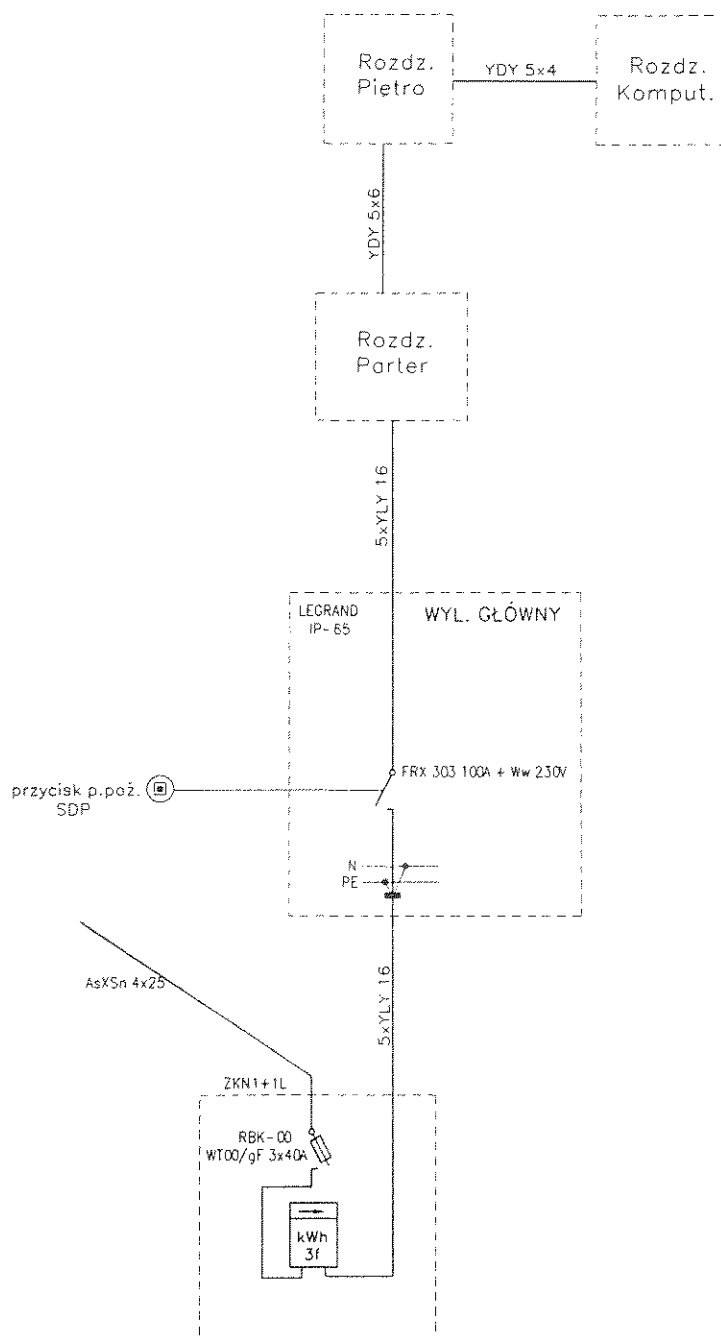 Rozdz.
Piętro
YDY 5x4
Rozdz.
Komput.
YDY 5x6
Rozdz.
Parter
5xYLY 16
LEGRAND
IP-65
WYL. GŁÓWNY
FRX 303 100A + Ww 230V
przycisk p.poż.
SDP
N
PE
AsXSn 4x25
5xYLY 16
ZKN1+1L
RBK-00
WT00/gF 3x40A
kWh
3f